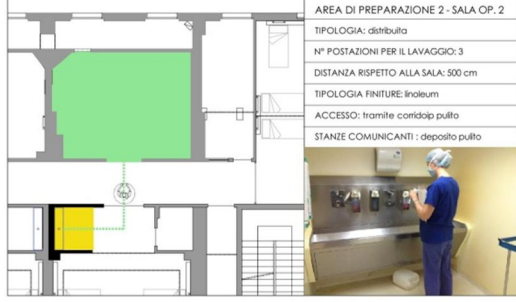 AREA DI PREPARAZIONE 2 - SALA OP. 2
TIPOLOGIA: distribuita
N° POSTAZIONI PER IL LAVAGGIO: 3
DISTANZA RISPETTO ALLA SALA: 500 cm
TIPOLOGIA FINITURE: linoleum
ACCESSO: tramite corridoip pulito
STANZE COMUNICANTI : deposito pulito